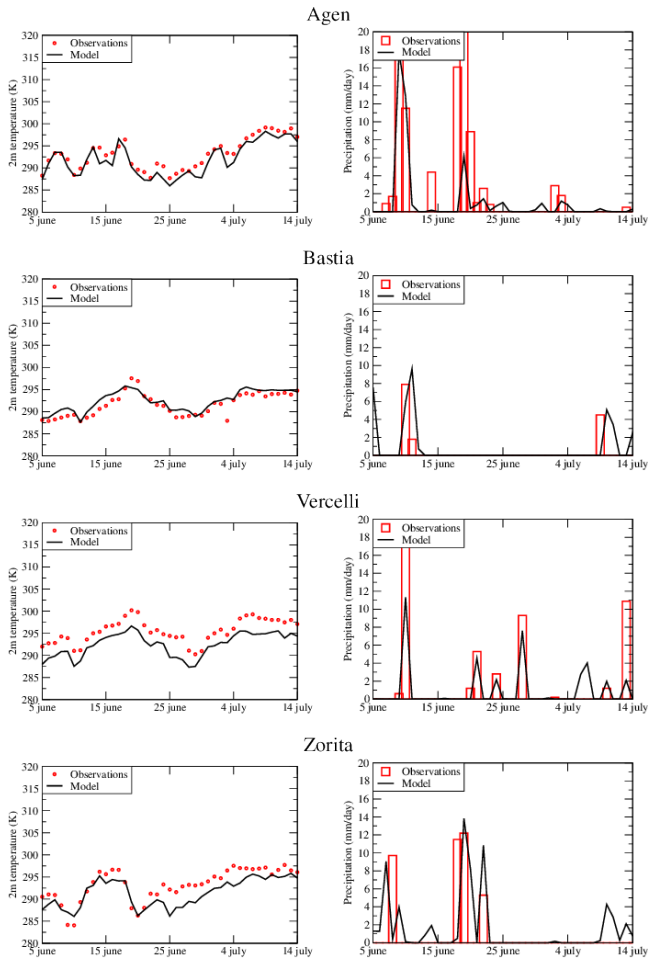 Agen
320
315
310
305
300
295
290
285
280
2m temperature (K)
Observations
Model
5 june
15 june
25 june
4 july
14 july
20
18
16
14
12
10
8
6
4
2
0
Precipitation (mm/day)
Observations
Model
5 june
15 june
25 june
4 july
14 july
Bastia
320
315
310
305
300
295
290
285
280
2m temperature (K)
Observations
Model
5 june
15 june
25 june
4 july
14 july
20
18
16
14
12
10
8
6
4
2
0
Precipitation (mm/day)
Observations
Model
5 june
15 june
25 june
4 july
14 july
Vercelli
320
315
310
305
300
295
290
285
280
2m temperature (K)
Observations
Model
5 june
15 june
25 june
4 july
14 july
20
18
16
14
12
10
8
6
4
2
0
Precipitation (mm/day)
Observations
Model
5 june
15 june
25 june
4 july
14 july
Zorita
320
315
310
305
300
295
290
285
280
2m temperature (K)
Observations
Model
5 june
15 june
25 june
4 july
14 july
20
18
16
14
12
10
8
6
4
2
0
Precipitation (mm/day)
Observations
Model
5 june
15 june
25 june
4 july
14 july